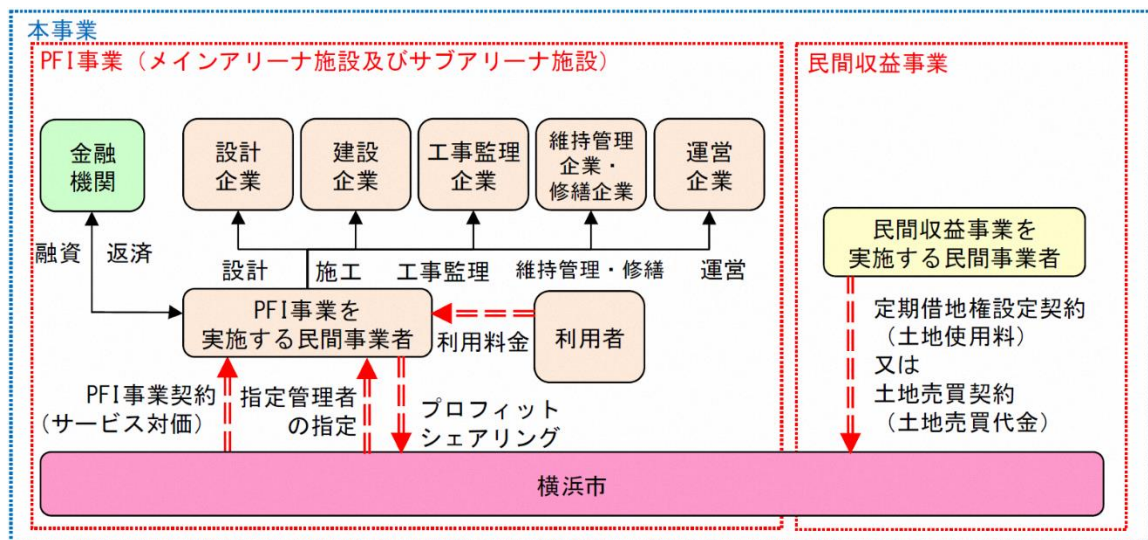 本事業
PFI事業（メインアリーナ施設及びサブアリーナ施設）
金融
機関
設計
企業
建設
企業
工事監理
企業
維持管理
企業・
修繕企業
運営
企業
融資
返済
設計
施工
工事監理
維持管理・修繕
運営
PFI事業を
実施する民間事業者
利用料金
利用者
PFI事業契約
（サービス対価）
指定管理者
の指定
プロフィット
シェアリング
民間収益事業
民間収益事業を
実施する民間事業者
定期借地権設定契約
（土地使用料）
又は
土地売買契約
（土地売買代金）
横浜市